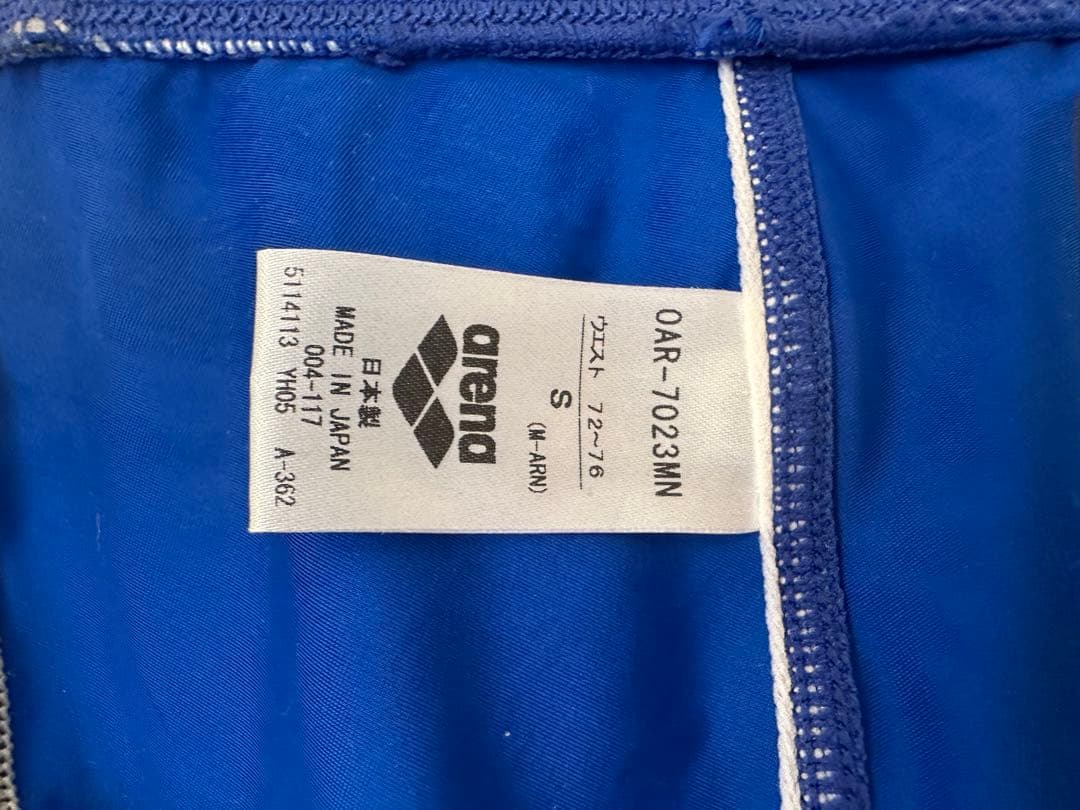 OAR-7023MN
ウエスト 72~76
S
(M-ARN)
arena
日本製
MADE IN JAPAN
004-117
5114113 YH05 A-362